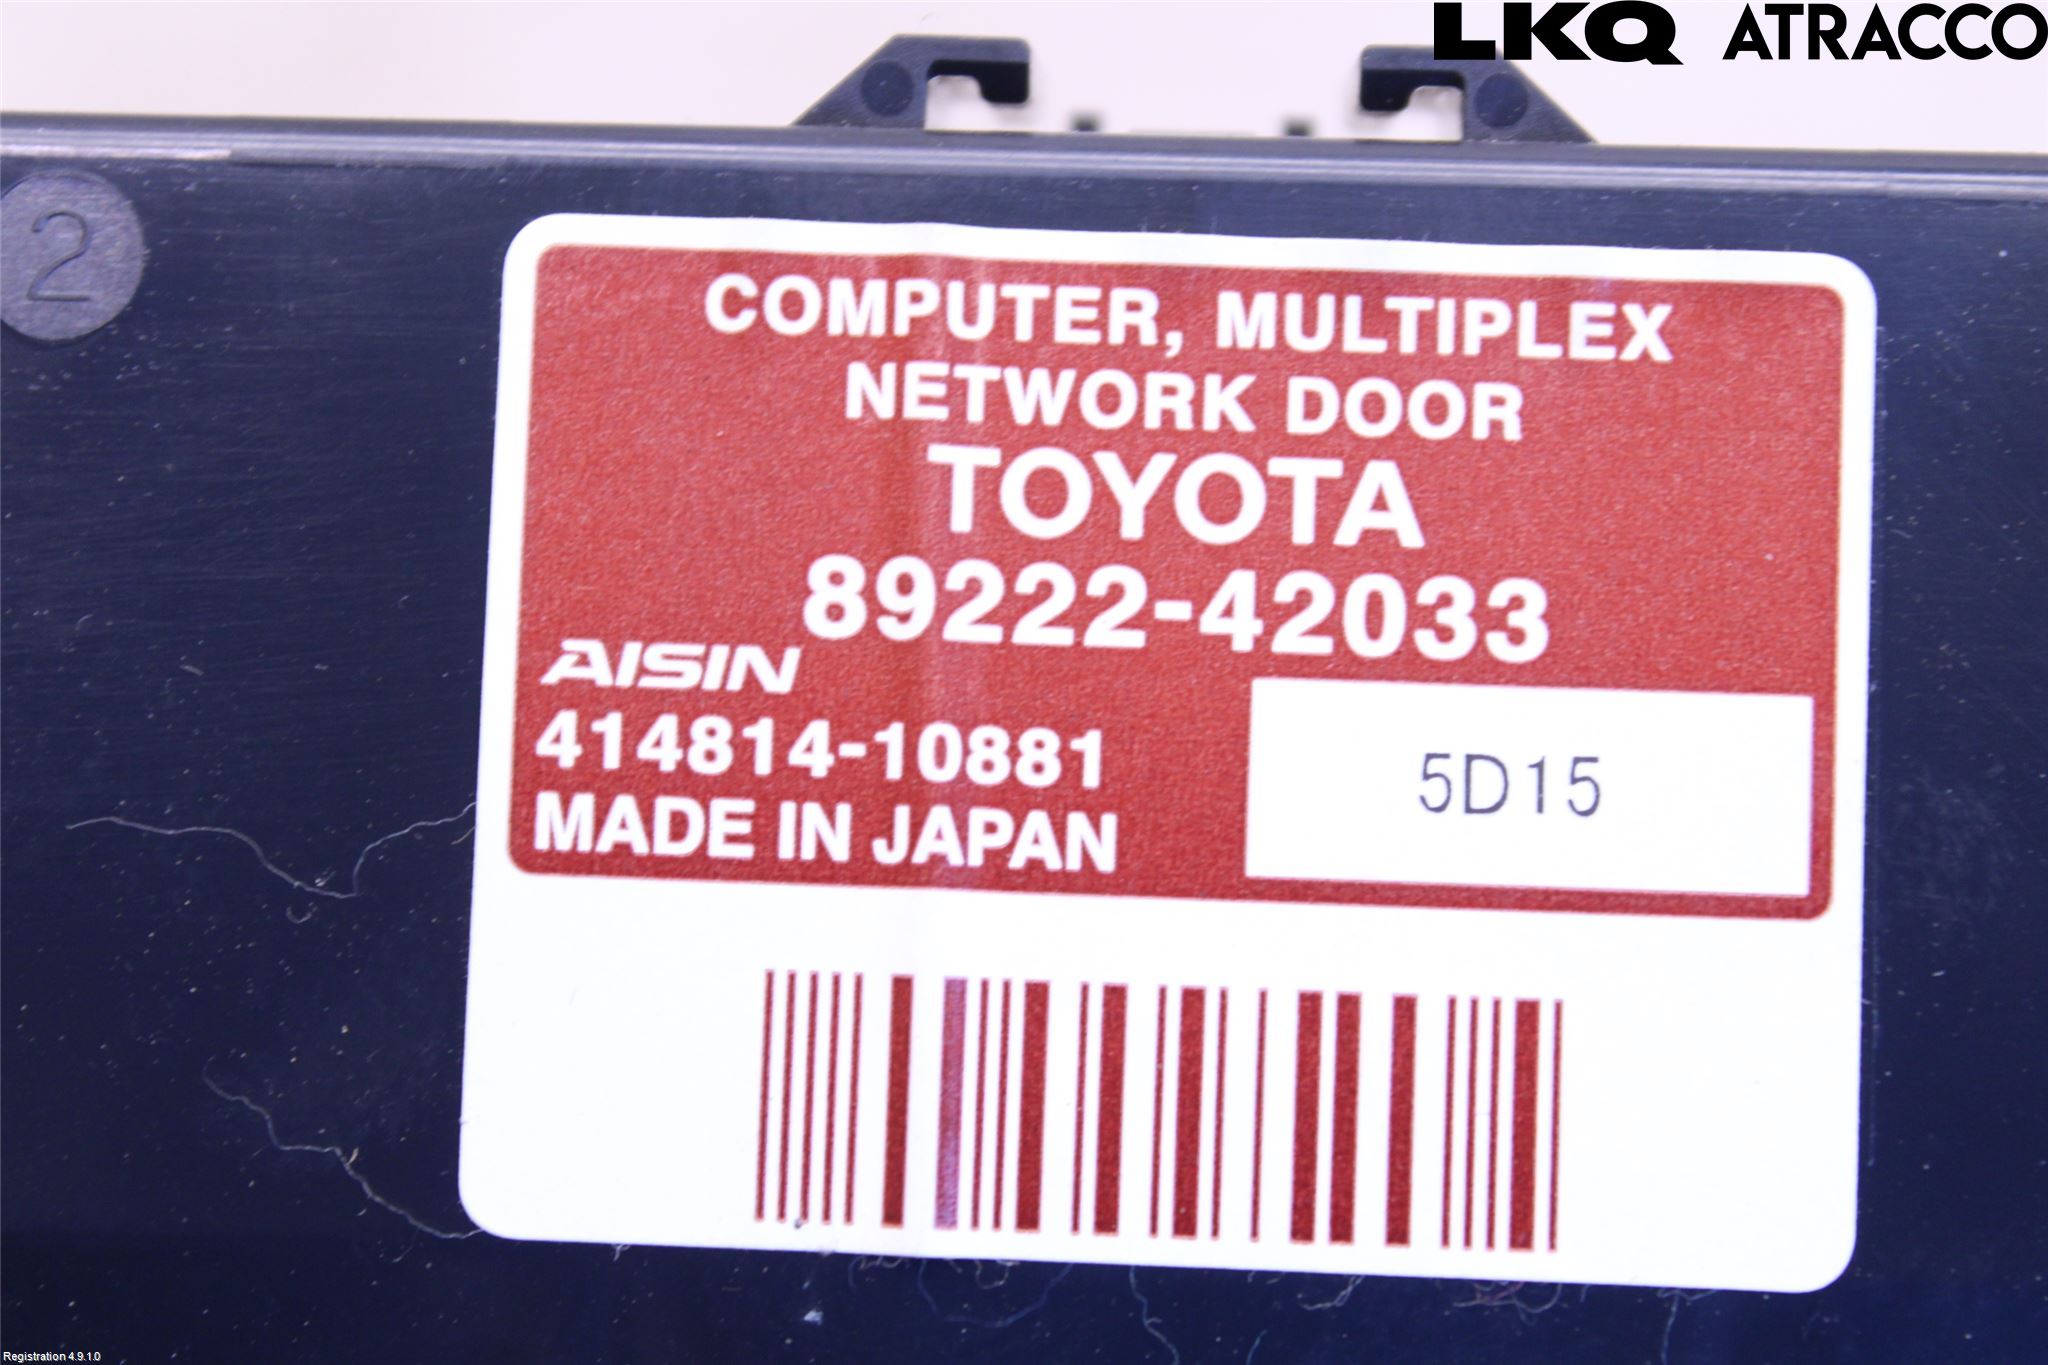 LKQ ATRACCO
2
COMPUTER, MULTIPLEX
NETWORK DOOR
TOYOTA
89222-42033
AISIN
414814-10881
MADE IN JAPAN
5D15
Registration 4.9.1.0